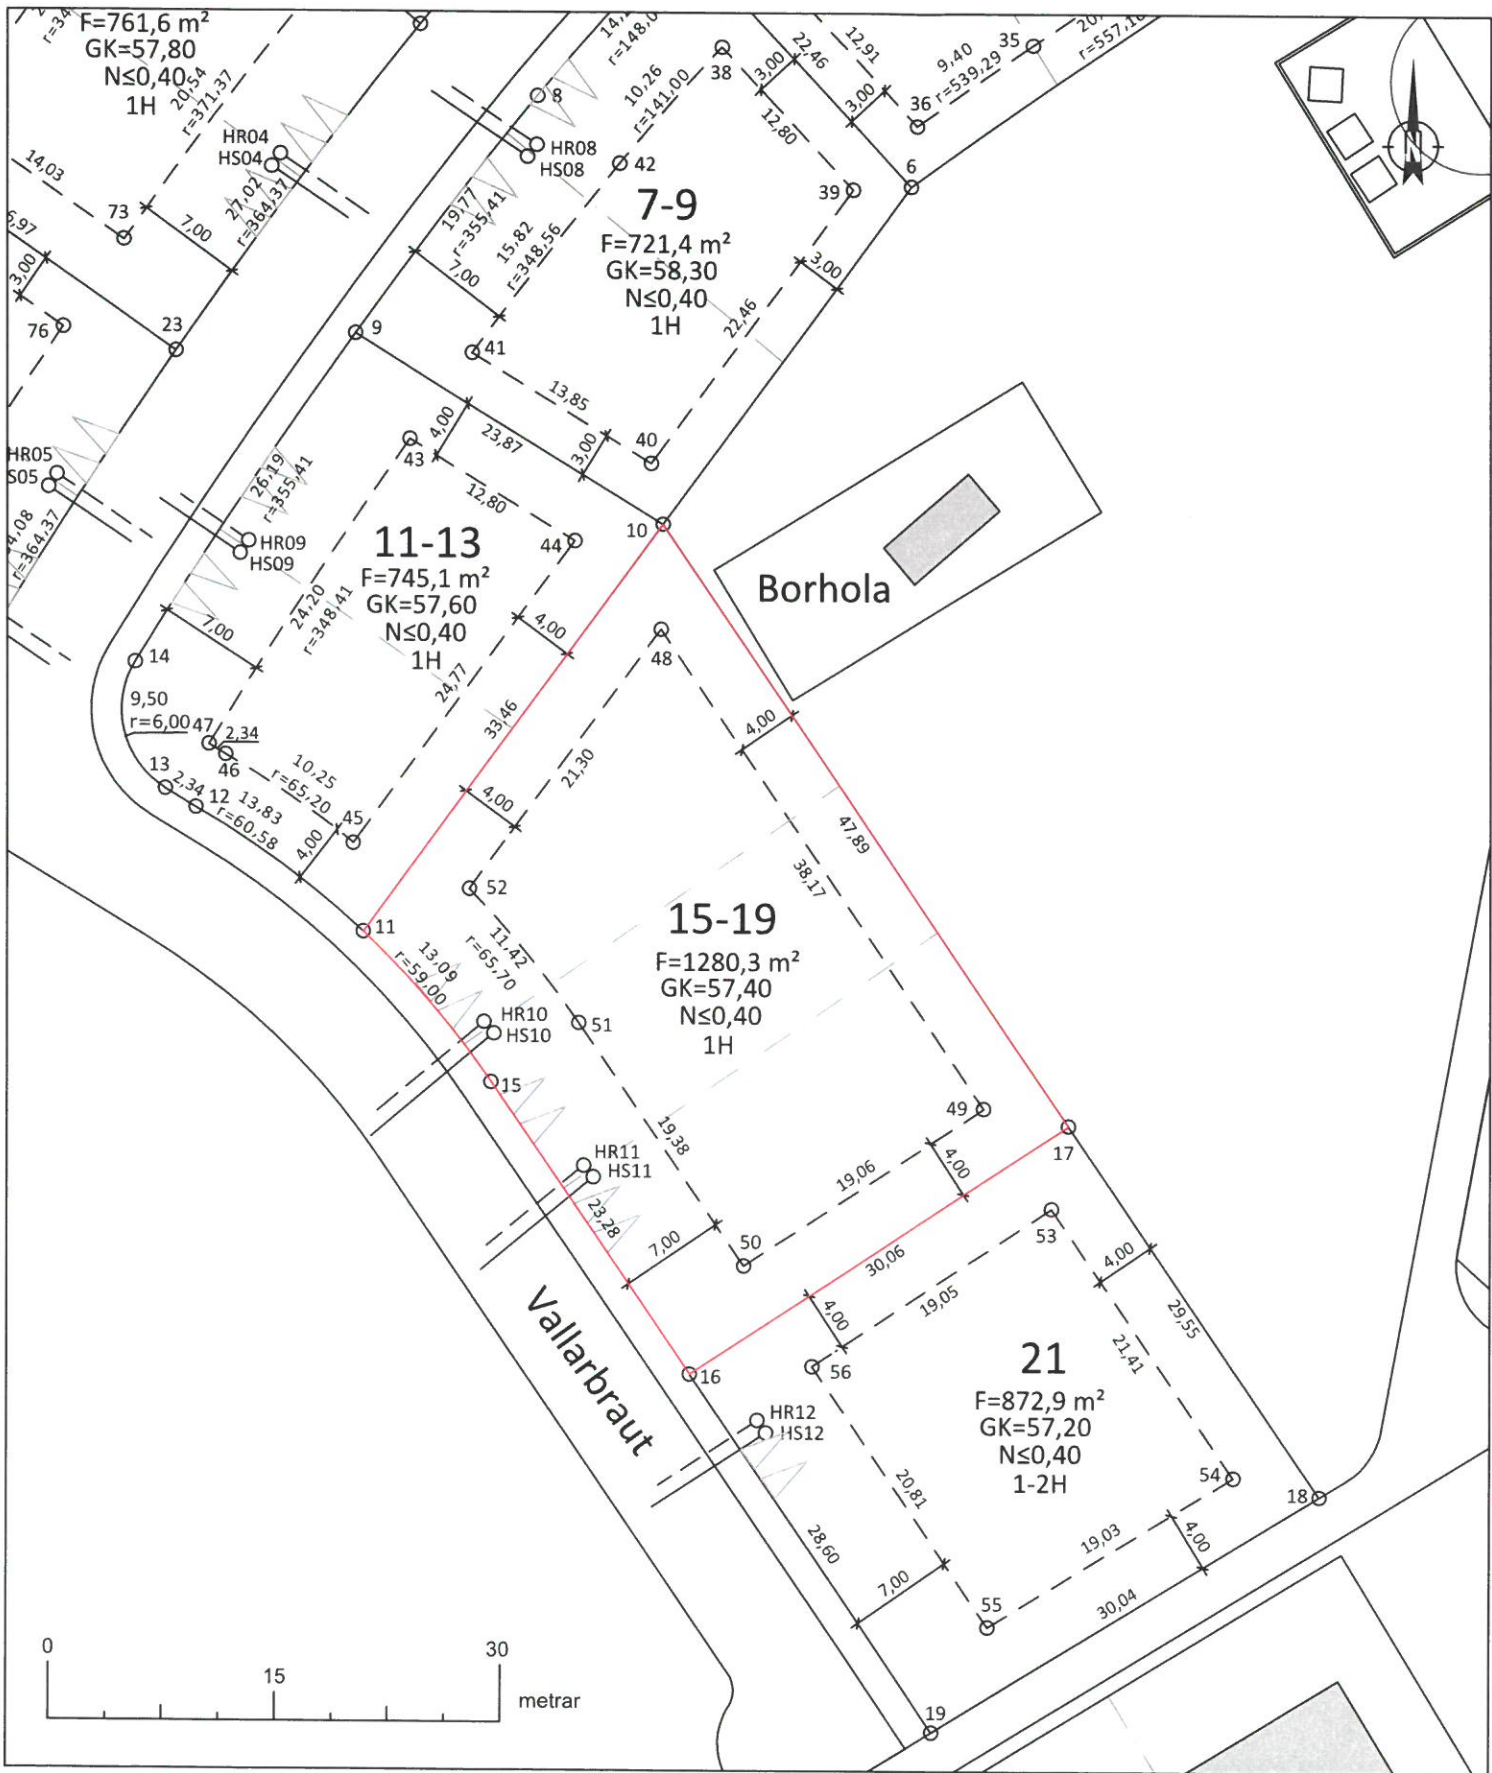 F=761,6 m²
GK=57,80
N≤0,40
1H
20,54
r=371,37
HR04
HS04
27,02
r=364,37
14,03
73
7,00
6,97
3,00
76
23
HR05
S05
4,08
r=364,37
8
HR08
HS08
r=148,0
10,26
r=141,00
38
3,00
22,46
12,91
3,00
36
9,40
r=539,29
35
r=557,16
12,80
42
39
6
19,77
r=355,41
15,82
r=348,56
7-9
F=721,4 m²
GK=58,30
N≤0,40
1H
7,00
3,00
22,46
9
41
13,85
3,00
40
4,00
23,87
43
12,80
44
10
26,19
r=355,41
HR09
HS09
11-13
F=745,1 m²
GK=57,60
N≤0,40
1H
24,20
r=348,41
7,00
4,00
24,77
14
9,50
r=6,00
47
2,34
46
13
2,34
12
13,83
r=60,58
10,25
r=65,20
45
4,00
11
33,46
Borhola
48
4,00
21,30
4,00
47,89
38,17
52
11,42
r=65,70
13,09
r=59,00
15-19
F=1280,3 m²
GK=57,40
N≤0,40
1H
HR10
HS10
51
15
19,38
HR11
HS11
23,28
7,00
50
19,06
49
4,00
17
30,06
16
Vallarbraut
4,00
19,05
53
4,00
29,55
56
21
F=872,9 m²
GK=57,20
N≤0,40
1-2H
21,41
HR12
HS12
20,81
54
18
28,60
7,00
55
19,03
4,00
30,04
19
N
0
15
30
metrar